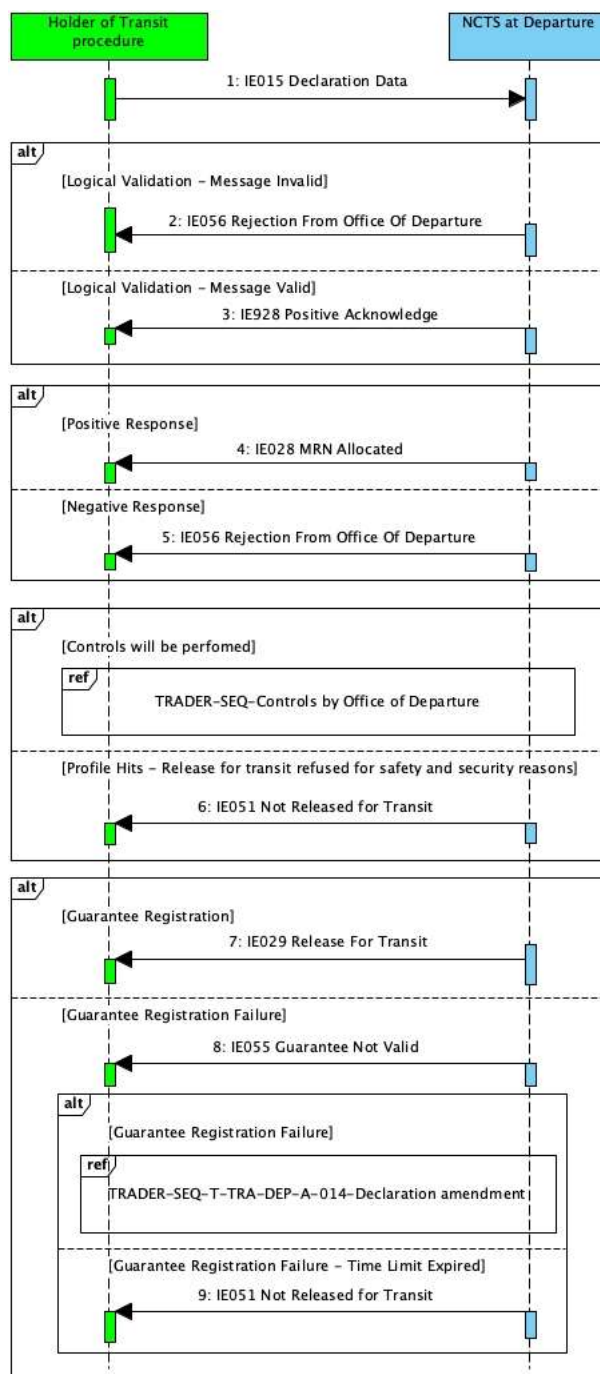 Holder of Transit
procedure
NCTS at Departure
1: IE015 Declaration Data
alt
[Logical Validation – Message Invalid]
2: IE056 Rejection From Office Of Departure
[Logical Validation – Message Valid]
3: IE928 Positive Acknowledge
alt
[Positive Response]
4: IE028 MRN Allocated
[Negative Response]
5: IE056 Rejection From Office Of Departure
alt
[Controls will be perfomed]
ref
TRADER-SEQ-Controls by Office of Departure
[Profile Hits – Release for transit refused for safety and security reasons]
6: IE051 Not Released for Transit
alt
[Guarantee Registration]
7: IE029 Release For Transit
[Guarantee Registration Failure]
8: IE055 Guarantee Not Valid
alt
[Guarantee Registration Failure]
ref
TRADER-SEQ-T-TRA-DEP-A-014-Declaration amendment
[Guarantee Registration Failure – Time Limit Expired]
9: IE051 Not Released for Transit